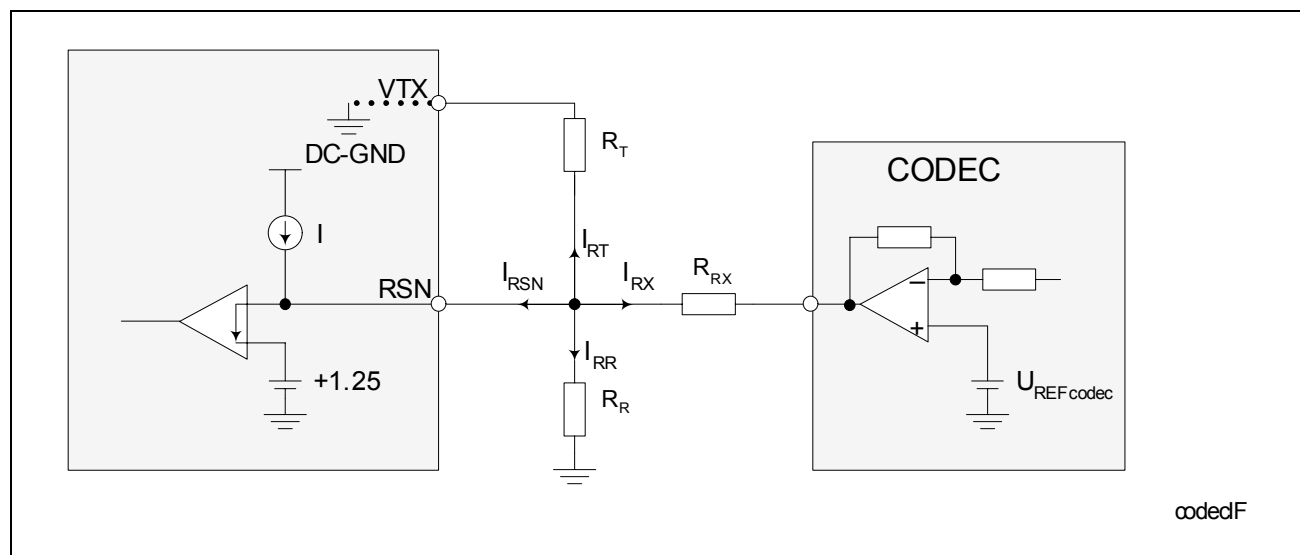 VTX
DC-GND
I
RSN
+1.25
R_T
I_RT
I_RSN
I_RX
R_RX
I_RR
R_R
CODEC
−
+
U_REFcodec
codecIF